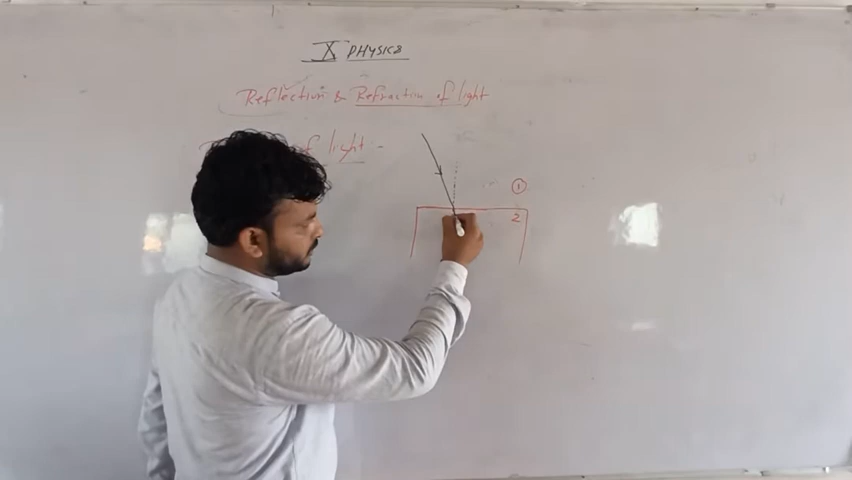 X PHYSICS
Reflection & Refraction of light
of light -
1
2